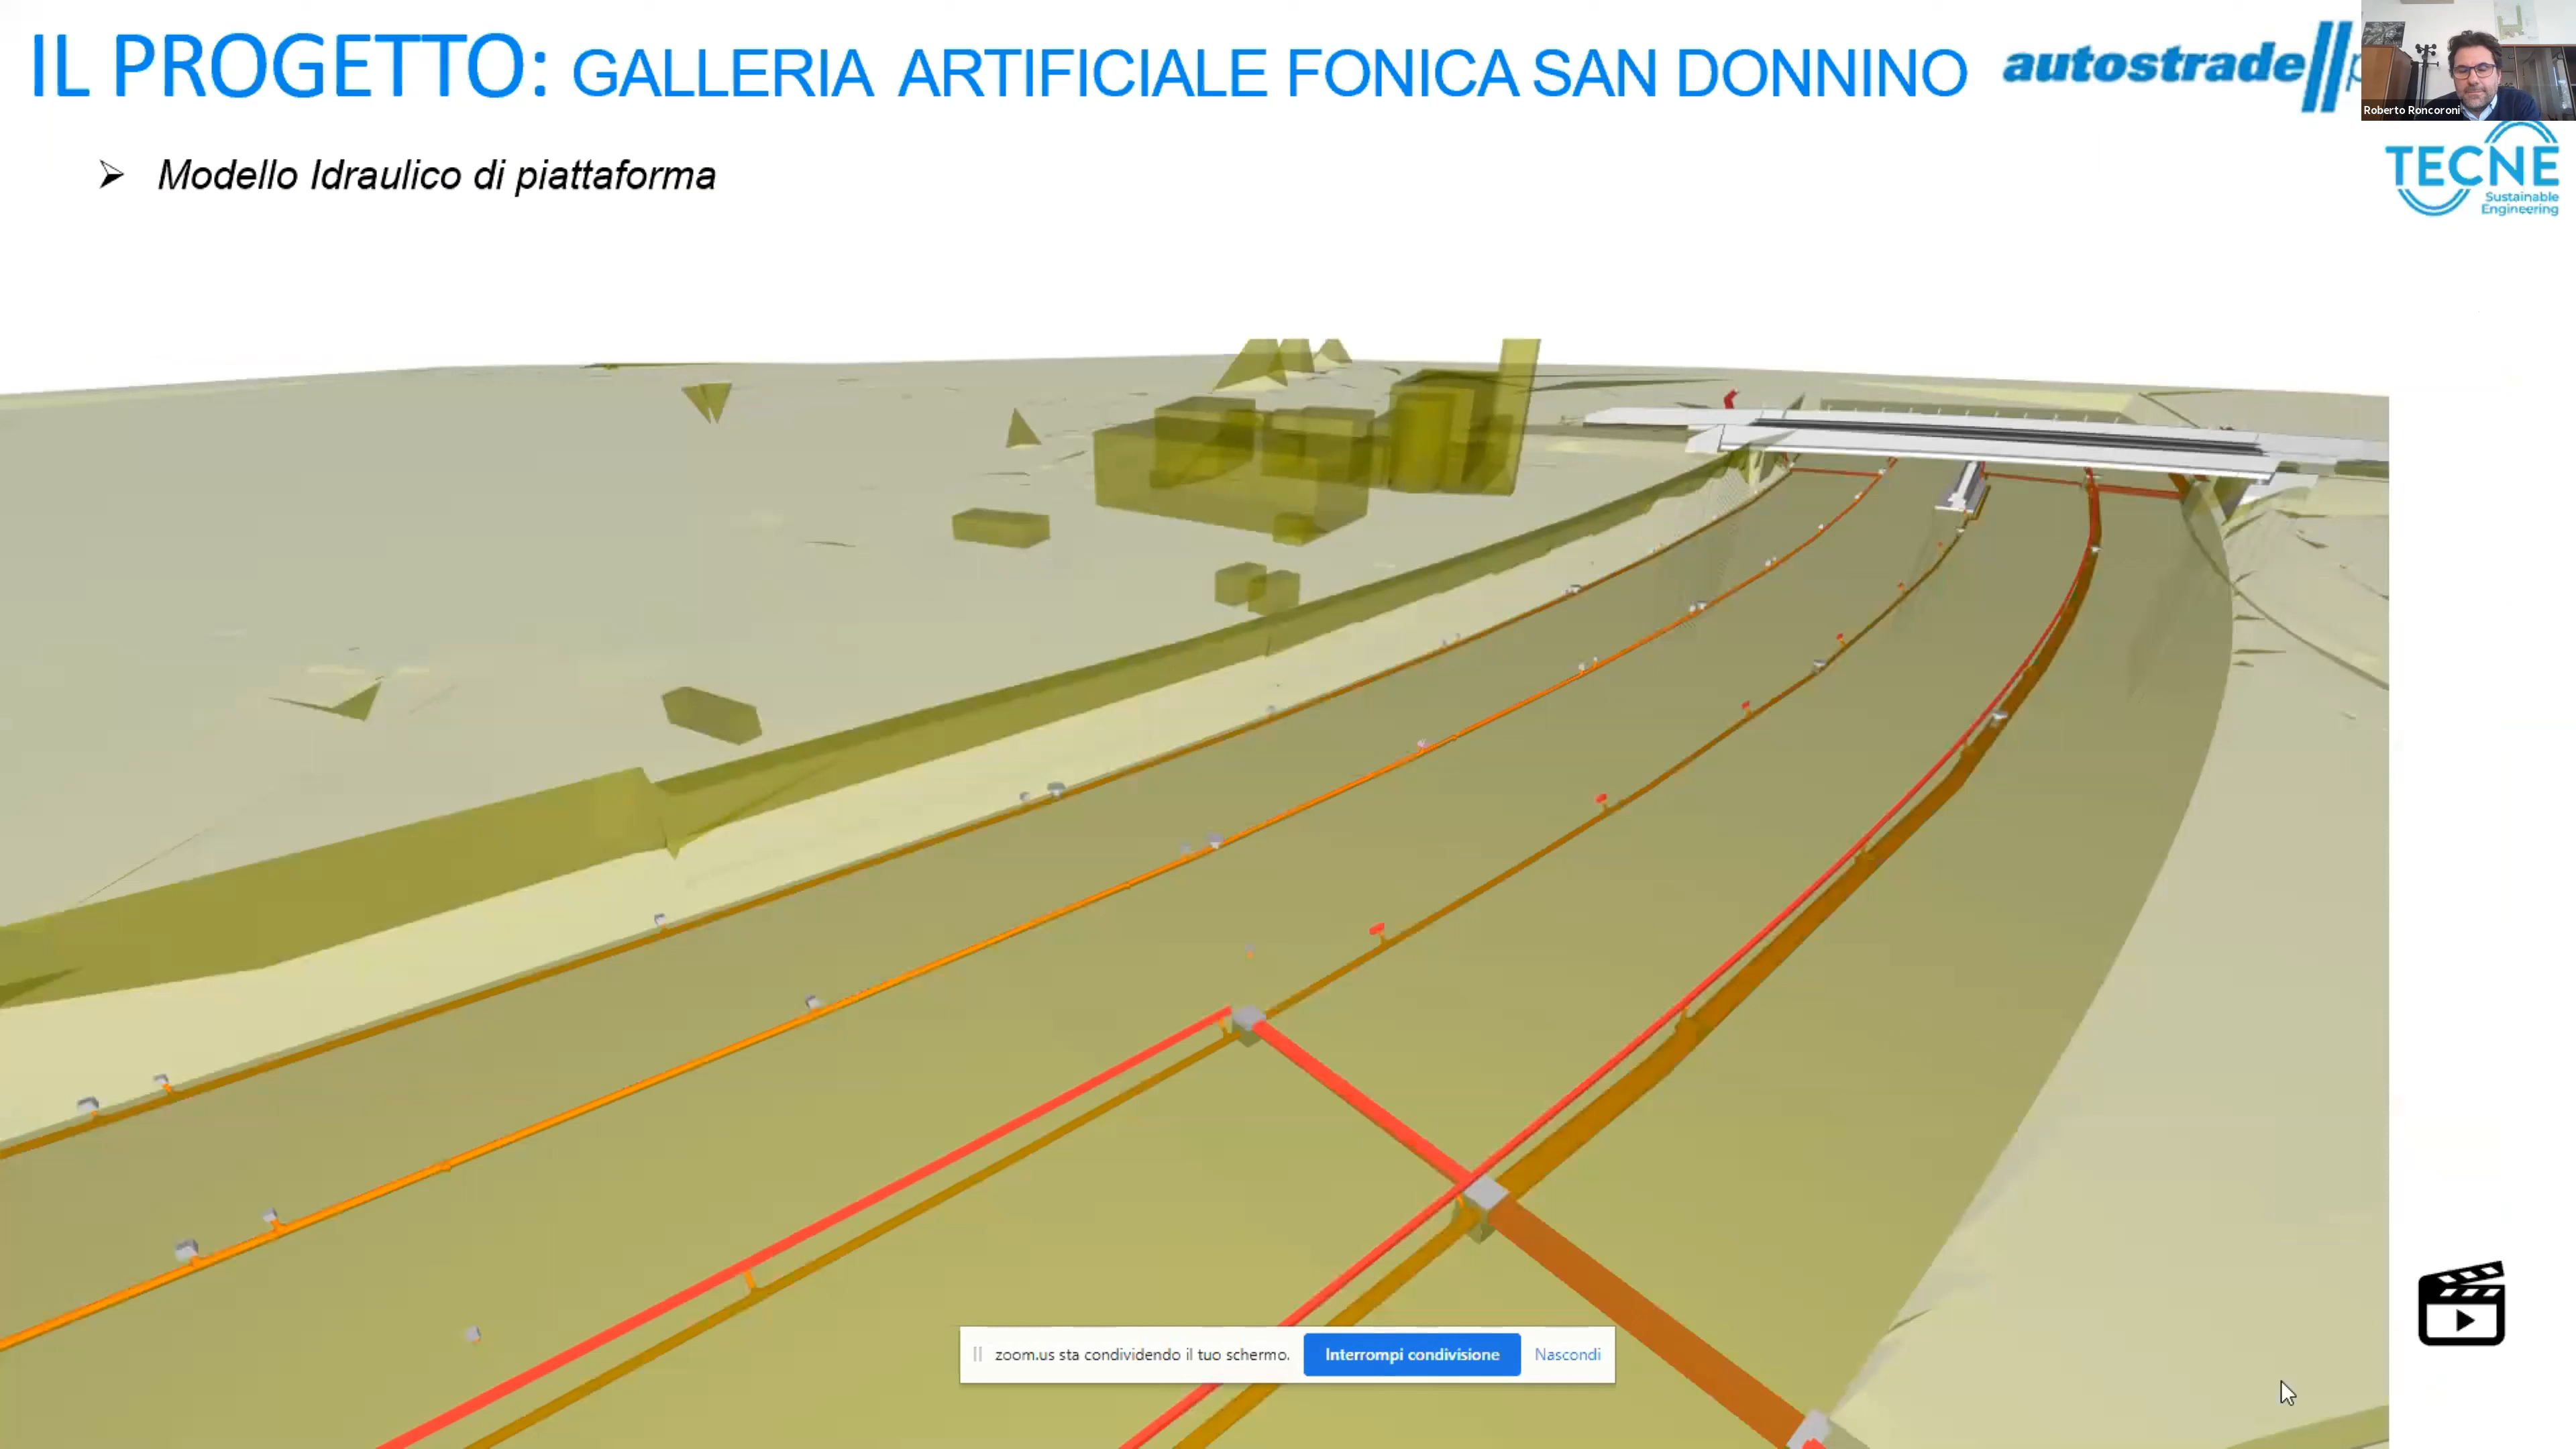 IL PROGETTO: GALLERIA ARTIFICIALE FONICA SAN DONNINO
autostrade
Roberto Roncoroni
TECNE
Sustainable
Engineering
➢ Modello Idraulico di piattaforma
zoom.us sta condividendo il tuo schermo. Interrompi condivisione Nascondi